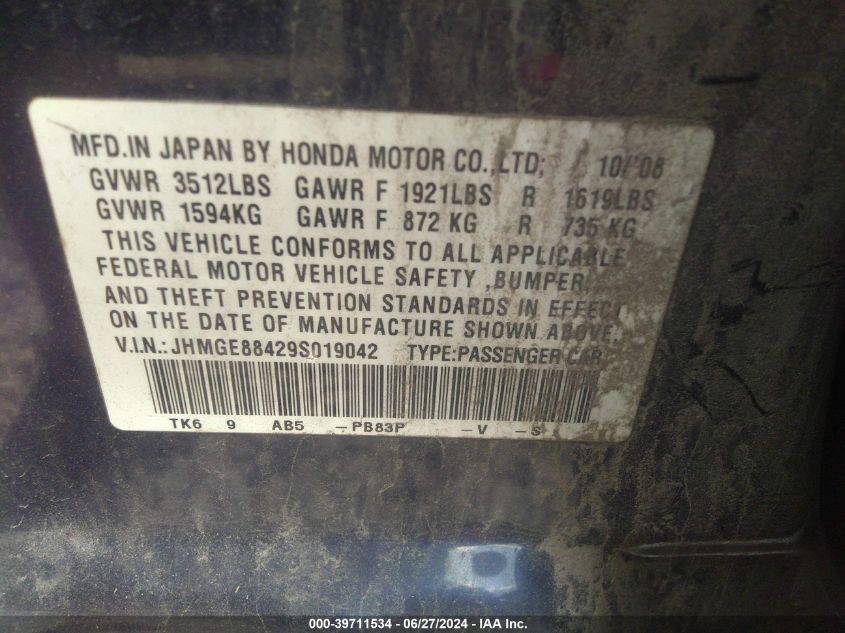 MFD.IN JAPAN BY HONDA MOTOR CO.,LTD; 10/'08
GVWR 3512LBS GAWR F 1921LBS R 1619LBS
GVWR 1594KG GAWR F 872 KG R 735 KG
THIS VEHICLE CONFORMS TO ALL APPLICABLE
FEDERAL MOTOR VEHICLE SAFETY ,BUMPER,
AND THEFT PREVENTION STANDARDS IN EFFECT
ON THE DATE OF MANUFACTURE SHOWN ABOVE,
V.I.N.: JHMGE88429S019042 TYPE:PASSENGER CAR
TK6 9 AB5 -PB83P -V -S
000-39711534 / 06/27/2024 - IAA Inc.